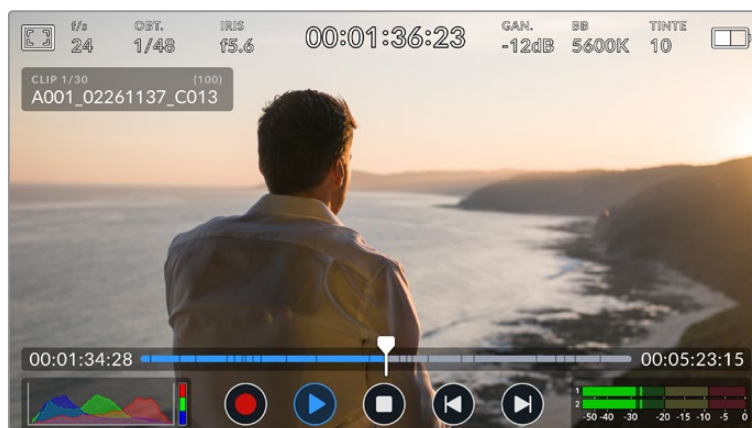 f/s OBT. IRIS 00:01:36:23 GAN. BB TINTE
24 1/48 f5.6 -12dB 5600K 10
CLIP 1/30 (100)
A001_02261137_C013
00:01:34:28 00:05:23:15
1
2
-50 -40 -30 -20 -15 -10 -5 0